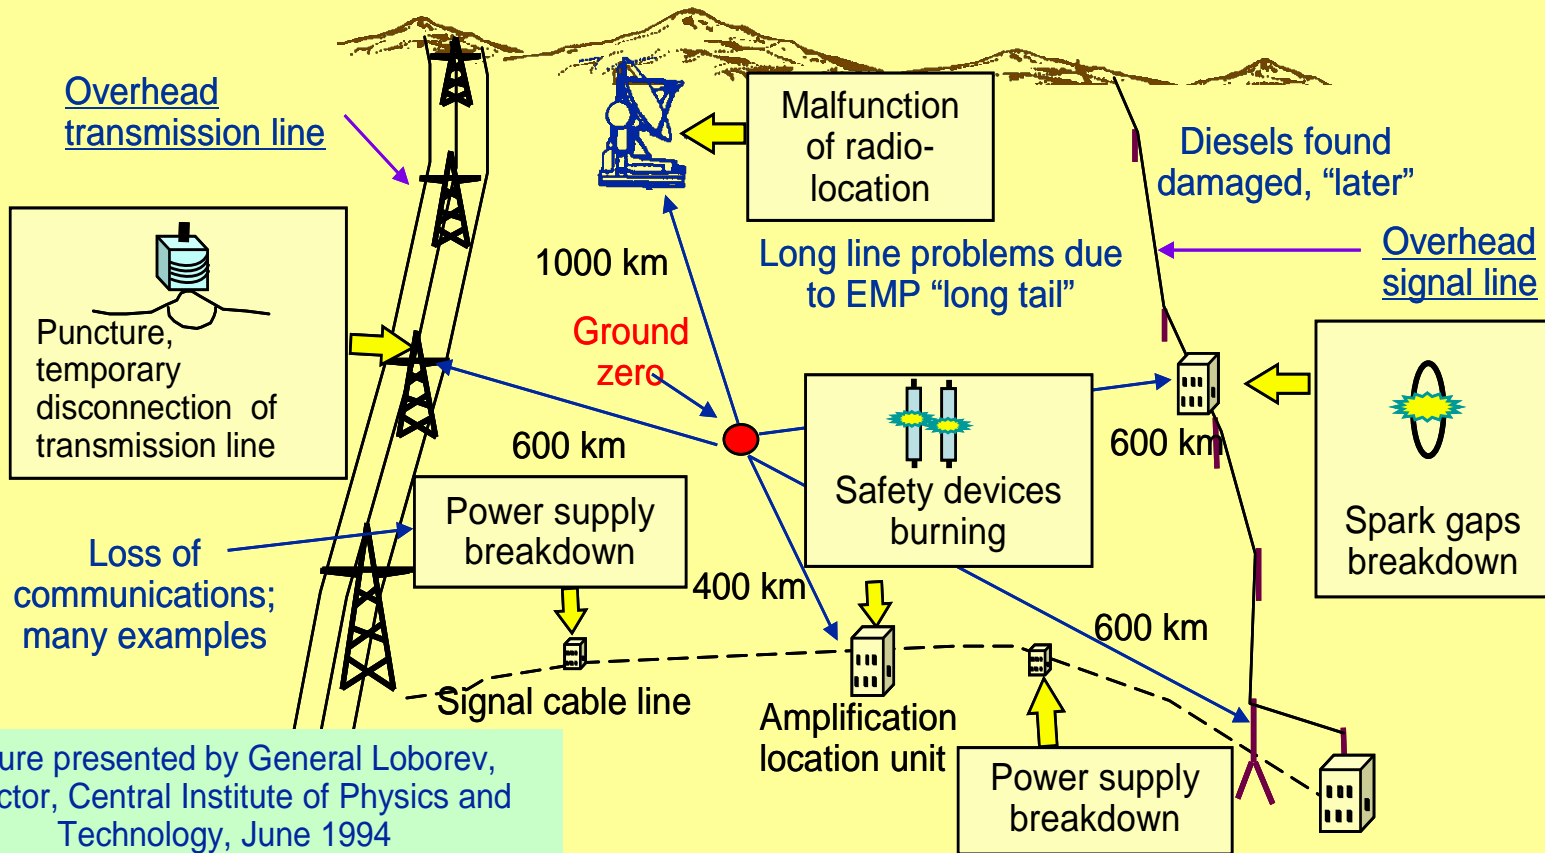 Overhead
transmission line
Malfunction
of radio-
location
Diesels found
damaged, “later”
Overhead
signal line
1000 km
Long line problems due
to EMP “long tail”
Puncture,
temporary
disconnection of
transmission line
Ground
zero
600 km
600 km
Safety devices
burning
Spark gaps
breakdown
Power supply
breakdown
Loss of
communications;
many examples
400 km
600 km
Signal cable line
Amplification
location unit
Power supply
breakdown
ure presented by General Loborev,
ctor, Central Institute of Physics and
Technology, June 1994